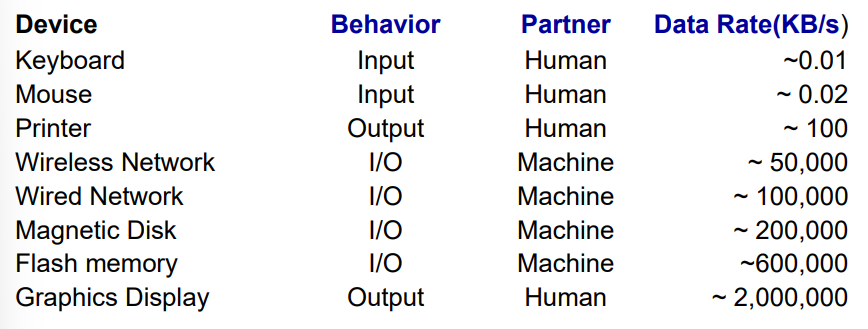 Device Behavior Partner Data Rate(KB/s)
Keyboard Input Human ~0.01
Mouse Input Human ~ 0.02
Printer Output Human ~ 100
Wireless Network I/O Machine ~ 50,000
Wired Network I/O Machine ~ 100,000
Magnetic Disk I/O Machine ~ 200,000
Flash memory I/O Machine ~600,000
Graphics Display Output Human ~ 2,000,000